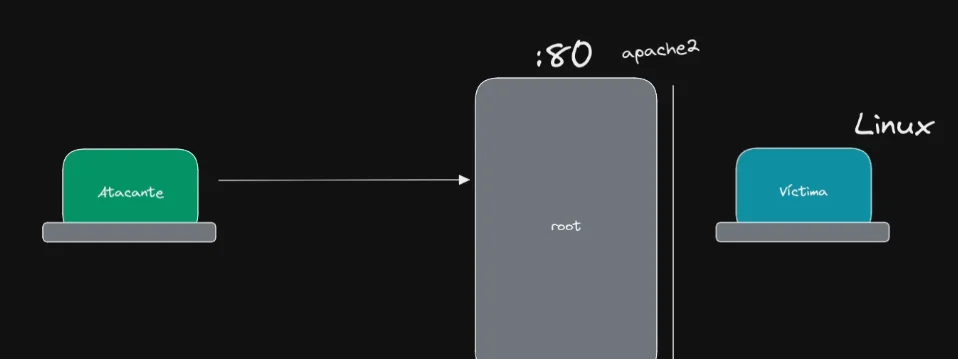 :80 apache2
Linux
Atacante
Víctima
root